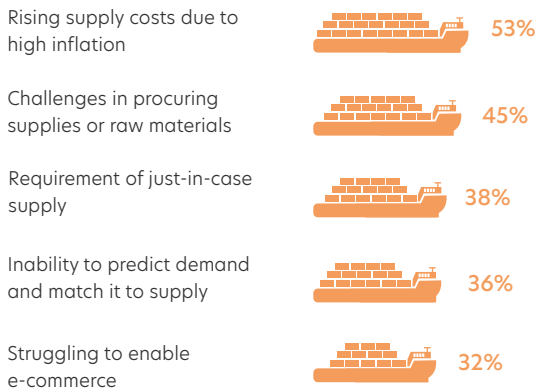 Rising supply costs due to
high inflation
53%
Challenges in procuring
supplies or raw materials
45%
Requirement of just-in-case
supply
38%
Inability to predict demand
and match it to supply
36%
Struggling to enable
e-commerce
32%